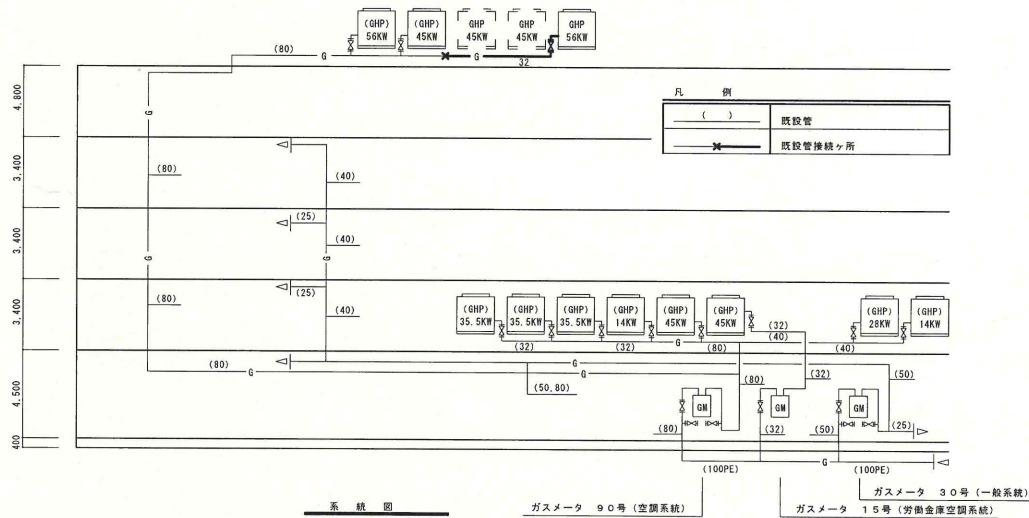 (GHP) (GHP) GHP GHP GHP
56KW 45KW 45KW 45KW 56KW
(80)
G G
32
凡 例
( ) 既設管
既設管接続ヶ所
4,800
G
3,400
(80) (40)
3,400
(25)
(40)
G G
3,400
(25)
(80) (40)
(GHP) (GHP) (GHP) (GHP) (GHP) (GHP) (GHP) (GHP)
35.5KW 35.5KW 35.5KW 14KW 45KW 45KW 28KW 14KW
(32)
(32) (32) G (80) (40) (40)
4,500
(80) G G G
(50,80) (80) (32) (50)
GM GM GM
(80) (32) (50) (25)
400
G
(100PE) (100PE)
ガスメータ 30号(一般系統)
系統図 ガスメータ 90号(空調系統) ガスメータ 15号(労働金庫空調系統)